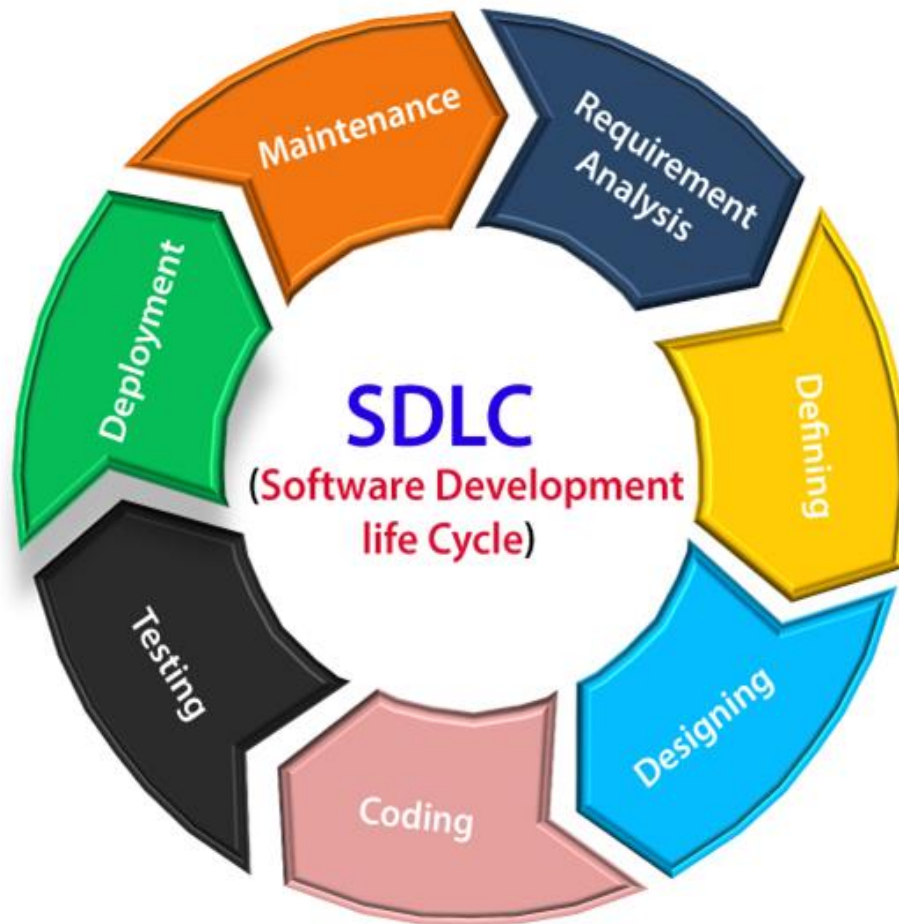 SDLC
(Software Development
life Cycle)
Requirement
Analysis
Defining
Designing
Coding
Testing
Deployment
Maintenance